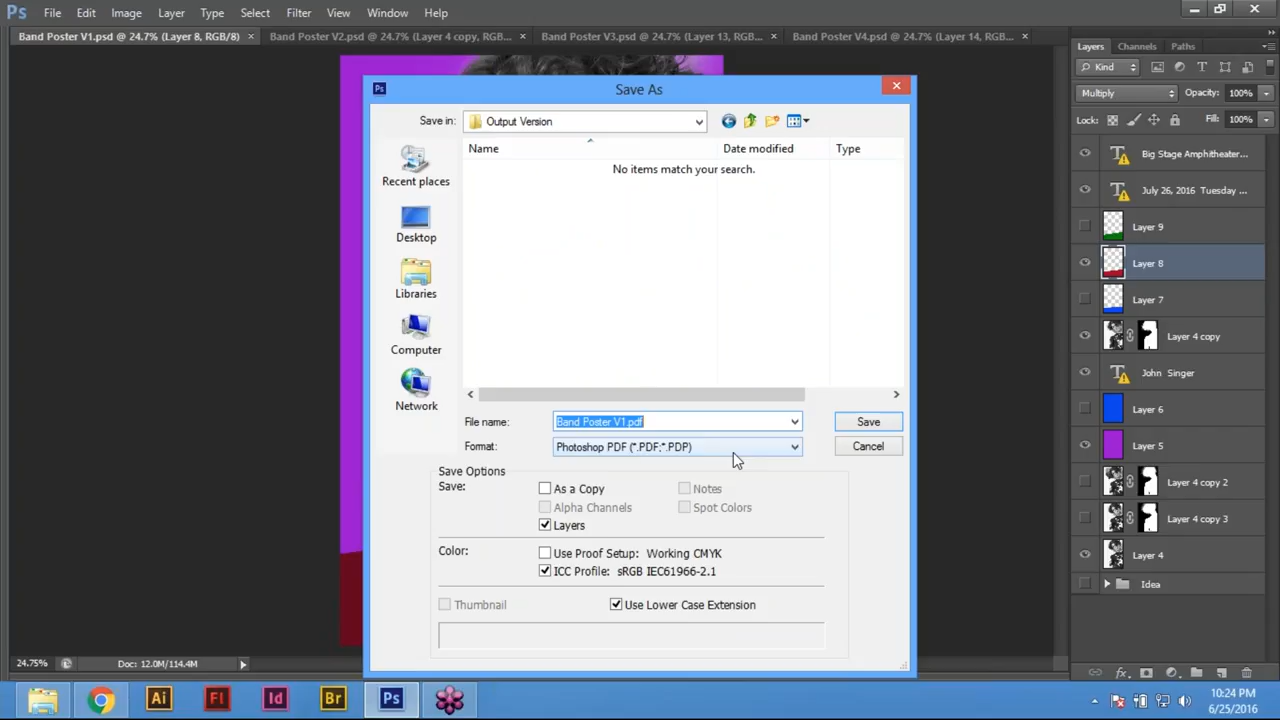 Ps File Edit Image Layer Type Select Filter View Window Help
Band Poster V1.psd @ 24.7% (Layer 8, RGB/8) × Band Poster V2.psd @ 24.7% (Layer 4 copy, RGB... × Band Poster V3.psd @ 24.7% (Layer 13, RGB/8... × Band Poster V4.psd @ 24.7% (Layer 14, RGB... ×
Ps Save As
Save in: Output Version
Name Date modified Type
No items match your search.
Recent places
Desktop
Libraries
Computer
Network
File name: Band Poster V1.pdf Save
Format: Photoshop PDF (*.PDF;*.PDP) Cancel
Save Options
Save: As a Copy Notes
Alpha Channels Spot Colors
Layers
Color: Use Proof Setup: Working CMYK
ICC Profile: sRGB IEC61966-2.1
Thumbnail Use Lower Case Extension
Layers Channels Paths
Kind
Multiply Opacity: 100%
Lock: Fill: 100%
Big Stage Amphitheater...
July 26, 2016 Tuesday ...
Layer 9
Layer 8
Layer 7
Layer 4 copy
John Singer
Layer 6
Layer 5
Layer 4 copy 2
Layer 4 copy 3
Layer 4
Idea
24.75% Doc: 12.0M/114.4M
Ai Fl Id Br Ps
10:24 PM
6/25/2016